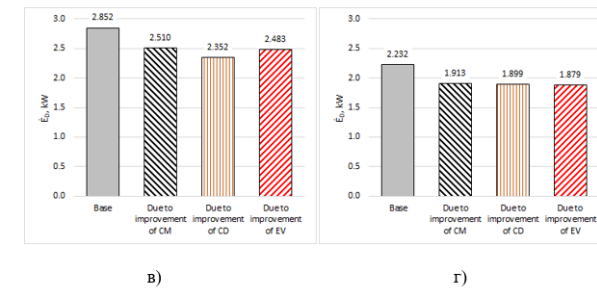 3.0
2.852
2.5
2.510
2.352
2.483
2.0
1.5
1.0
0.5
0.0
Ė_D, kW
Base
Due to improvement of CM
Due to improvement of CD
Due to improvement of EV
в)
3.0
2.5
2.232
2.0
1.913
1.899
1.879
1.5
1.0
0.5
0.0
Ė_D, kW
Base
Due to improvement of CM
Due to improvement of CD
Due to improvement of EV
г)